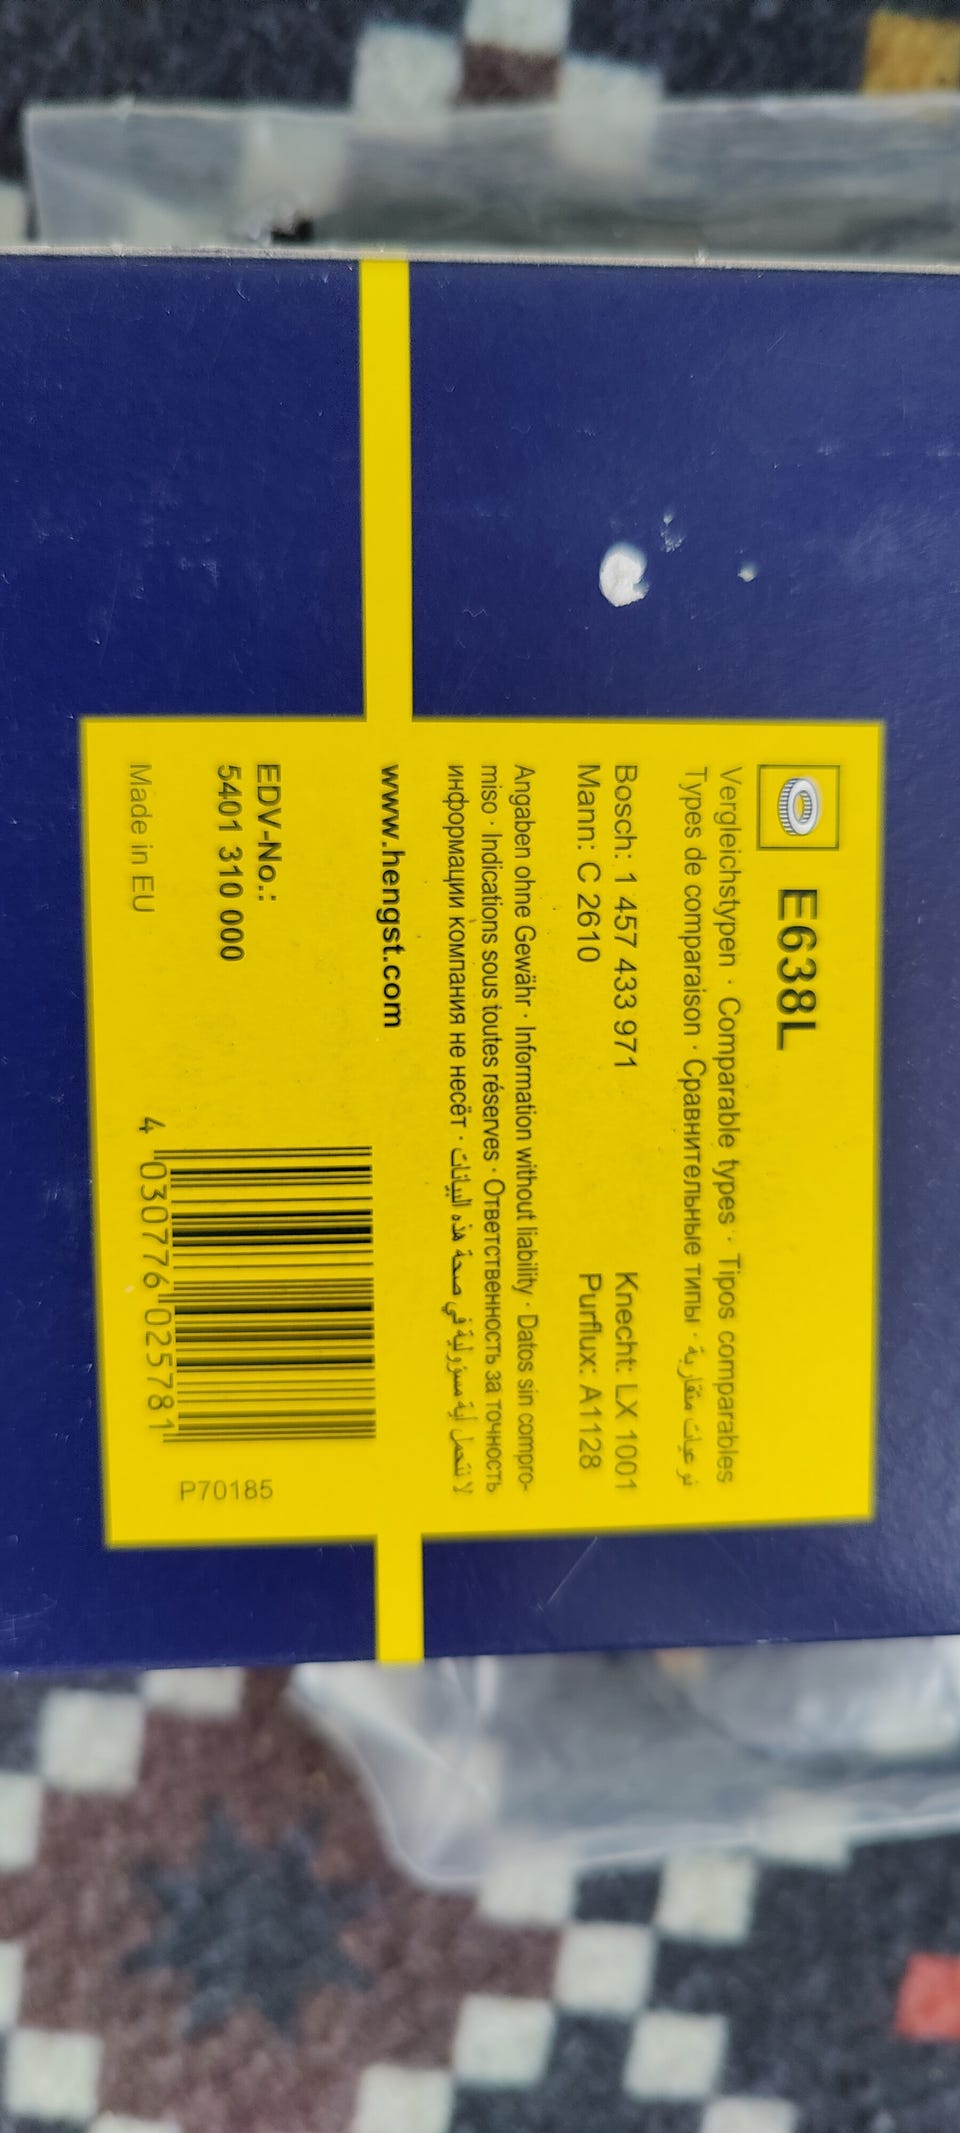 E638L
Vergleichstypen · Comparable types · Tipos comparables
Types de comparaison · Сравнительные типы · نوعيات متقاربة
Bosch: 1 457 433 971
Knecht: LX 1001
Mann: C 2610
Purflux: A1128
Angaben ohne Gewähr · Information without liability · Datos sin compro-
miso · Indications sous toutes réserves · Ответственность за точность
информации компания не несёт · لا نتحمل أية مسؤولية في صحة هذه البيانات
www.hengst.com
EDV-No.:
5401 310 000
Made in EU
4 030776 025781
P70185